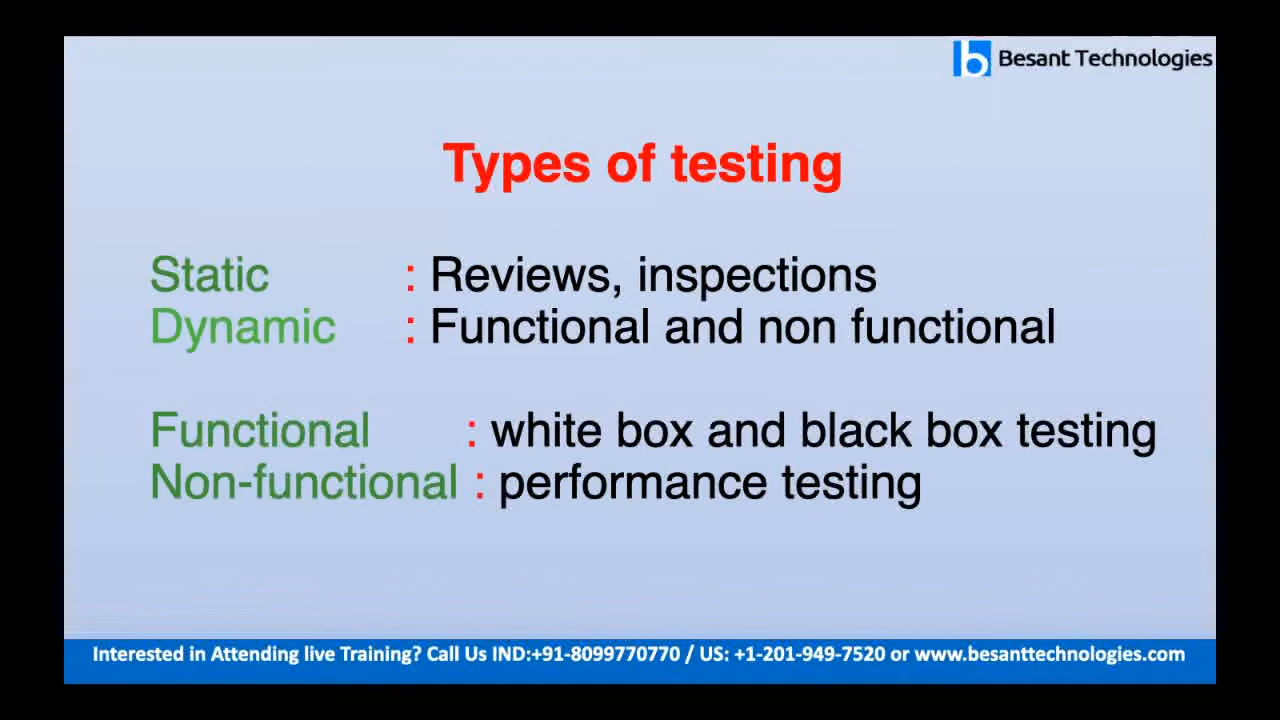 Besant Technologies
Types of testing
Static : Reviews, inspections
Dynamic : Functional and non functional
Functional : white box and black box testing
Non-functional : performance testing
Interested in Attending live Training? Call Us IND:+91-8099770770 / US: +1-201-949-7520 or www.besanttechnologies.com